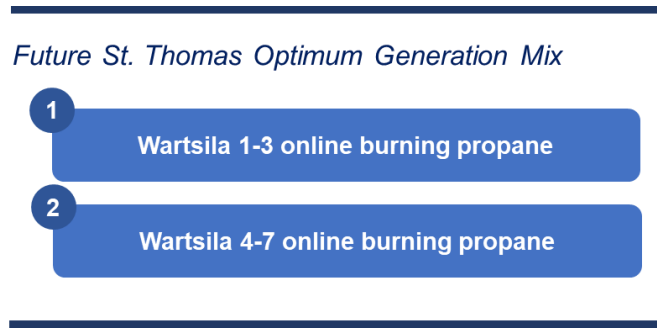 Future St. Thomas Optimum Generation Mix
1
Wartsila 1-3 online burning propane
2
Wartsila 4-7 online burning propane